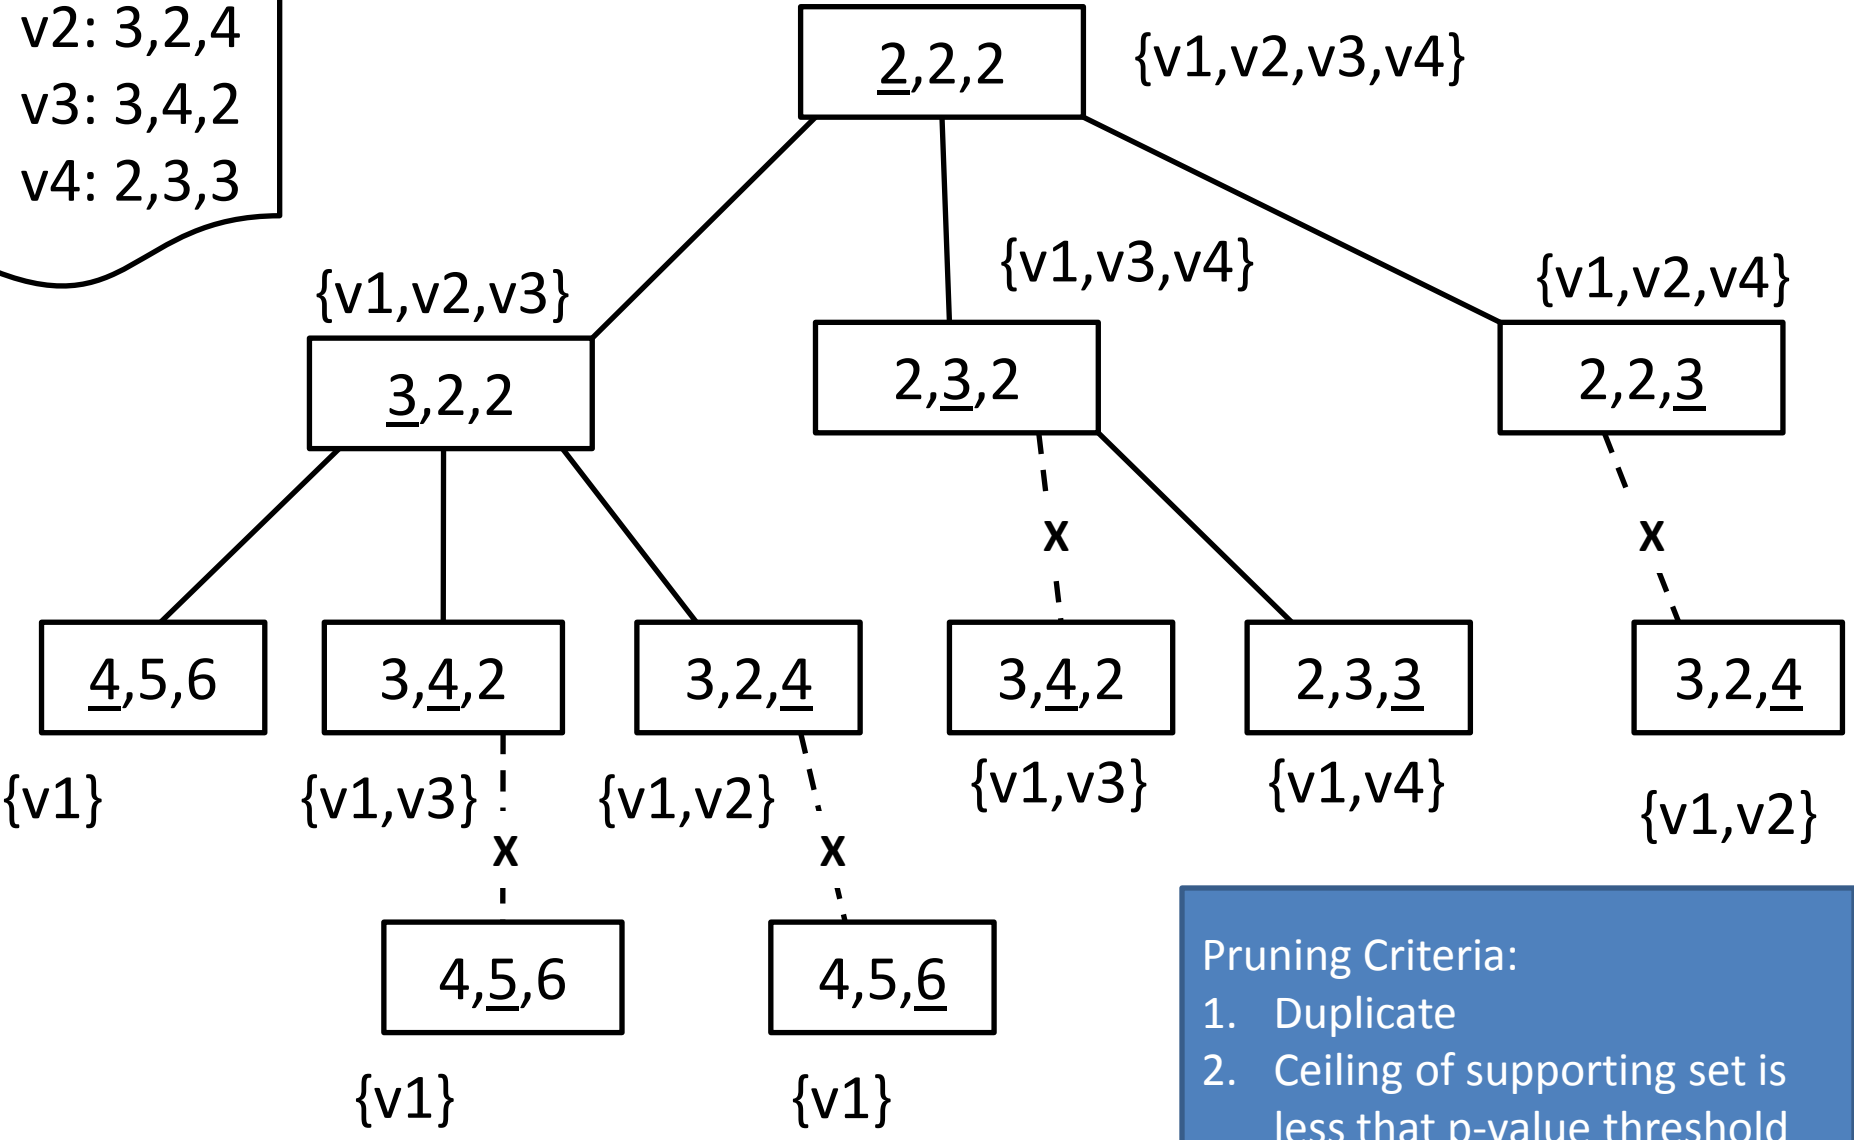 v2: 3,2,4
v3: 3,4,2
v4: 2,3,3
2,2,2
{v1,v2,v3,v4}
{v1,v2,v3}
{v1,v3,v4}
{v1,v2,v4}
3,2,2
2,3,2
2,2,3
x
x
4,5,6
3,4,2
3,2,4
3,4,2
2,3,3
3,2,4
{v1}
{v1,v3}
{v1,v2}
{v1,v3}
{v1,v4}
{v1,v2}
x
x
4,5,6
4,5,6
{v1}
{v1}
Pruning Criteria:
1. Duplicate
2. Ceiling of supporting set is
less that p-value threshold